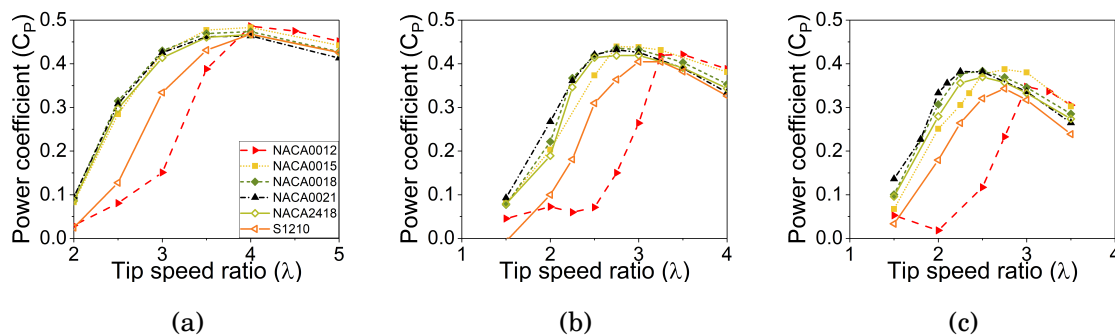 Power coefficient (CP)
0.5
0.4
0.3
0.2
0.1
0.0
NACA0012
NACA0015
NACA0018
NACA0021
NACA2418
S1210
2 3 4 5
Tip speed ratio (λ)
(a)
Power coefficient (CP)
0.5
0.4
0.3
0.2
0.1
0.0
1 2 3 4
Tip speed ratio (λ)
(b)
Power coefficient (CP)
0.5
0.4
0.3
0.2
0.1
0.0
1 2 3 4
Tip speed ratio (λ)
(c)